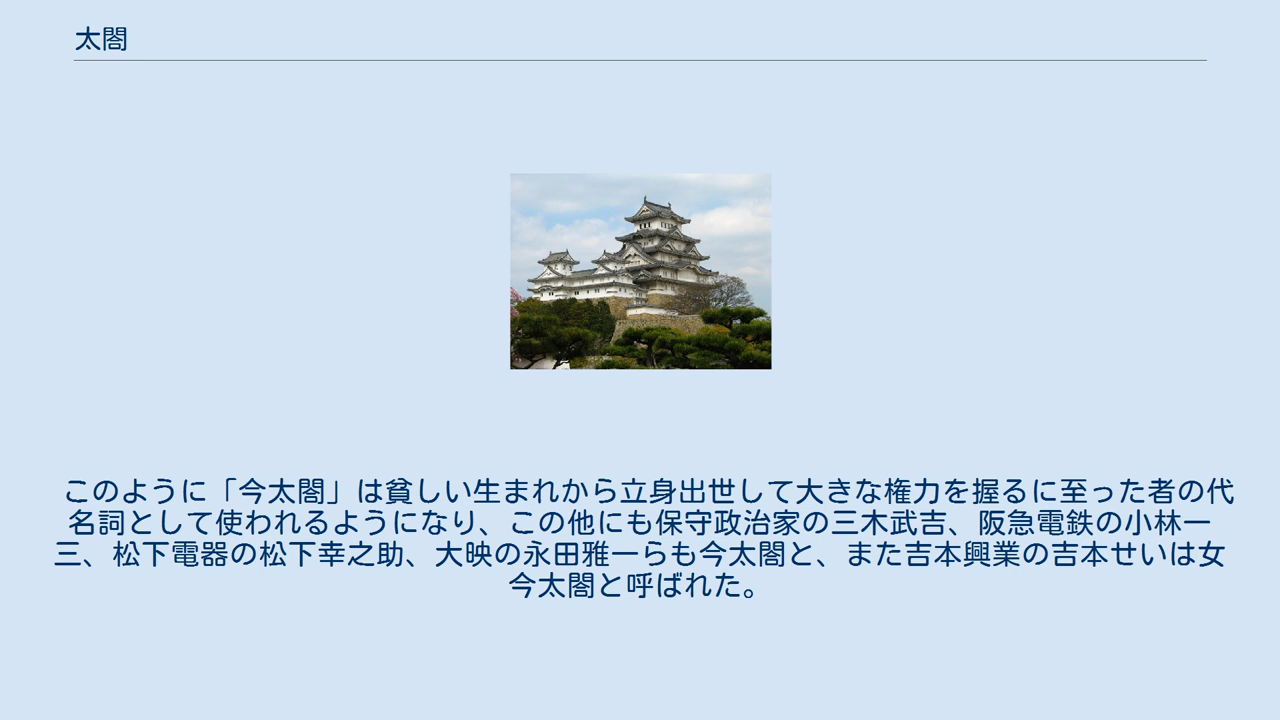 太閤
このように「今太閤」は貧しい生まれから立身出世して大きな権力を握るに至った者の代
名詞として使われるようになり、この他にも保守政治家の三木武吉、阪急電鉄の小林一
三、松下電器の松下幸之助、大映の永田雅一らも今太閤と、また吉本興業の吉本せいは女
今太閤と呼ばれた。